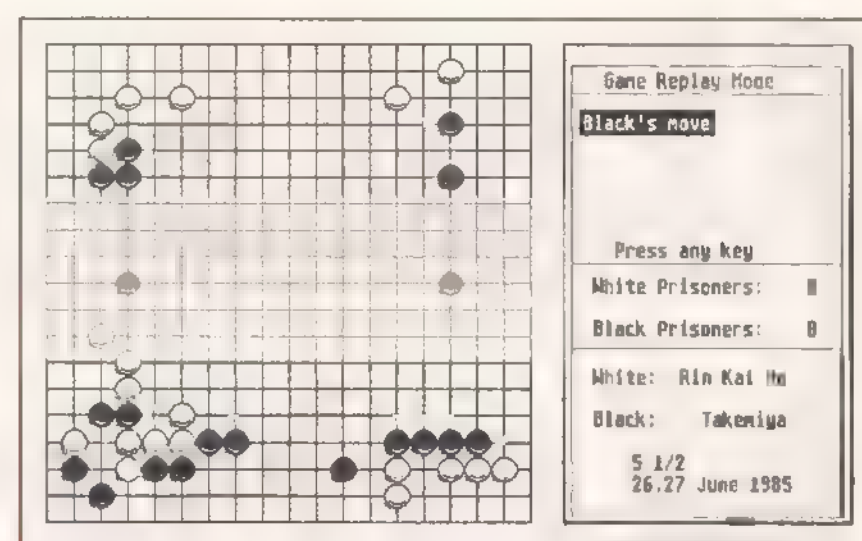 Game Replay Mode
Black's move
Press any key
White Prisoners:
Black Prisoners: 0
White: Rin Kai
Black: Takemiya
5 1/2
26.27 June 1985